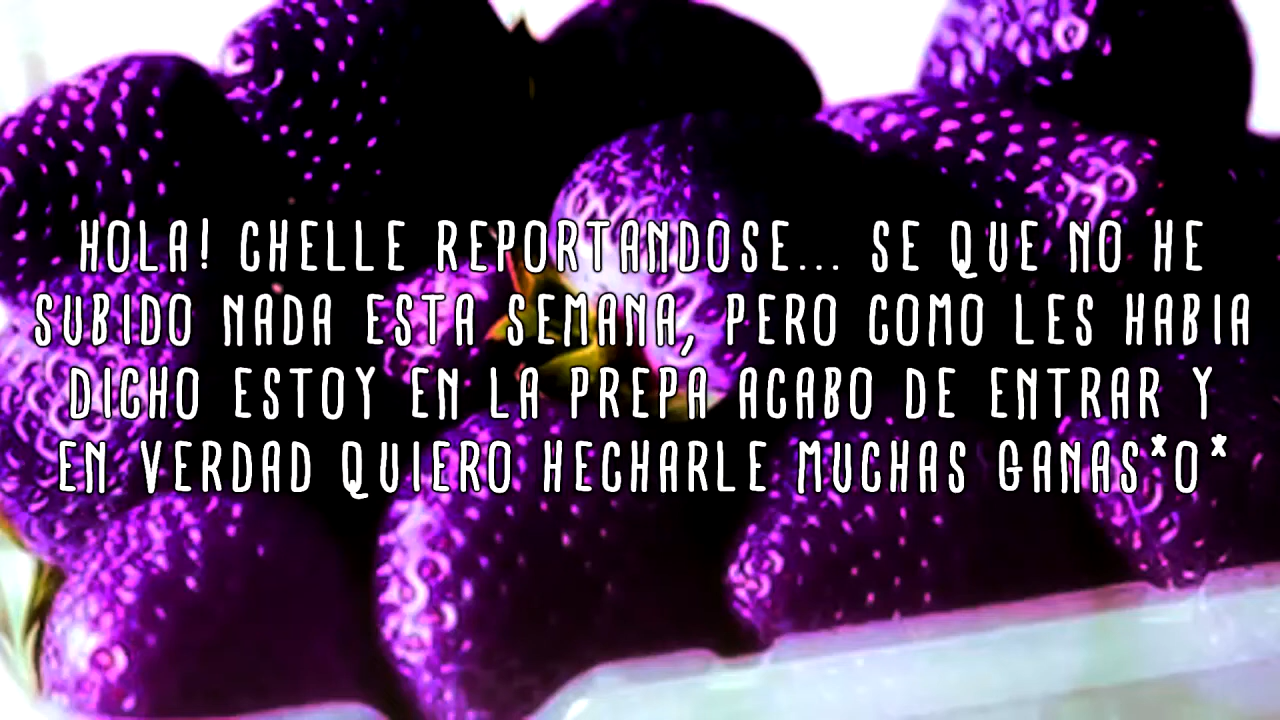 HOLA! CHELLE REPORTANDOSE... SE QUE NO HE
SUBIDO NADA ESTA SEMANA, PERO COMO LES HABIA
DICHO ESTOY EN LA PREPA ACABO DE ENTRAR Y
EN VERDAD QUIERO HECHARLE MUCHAS GANAS*O*